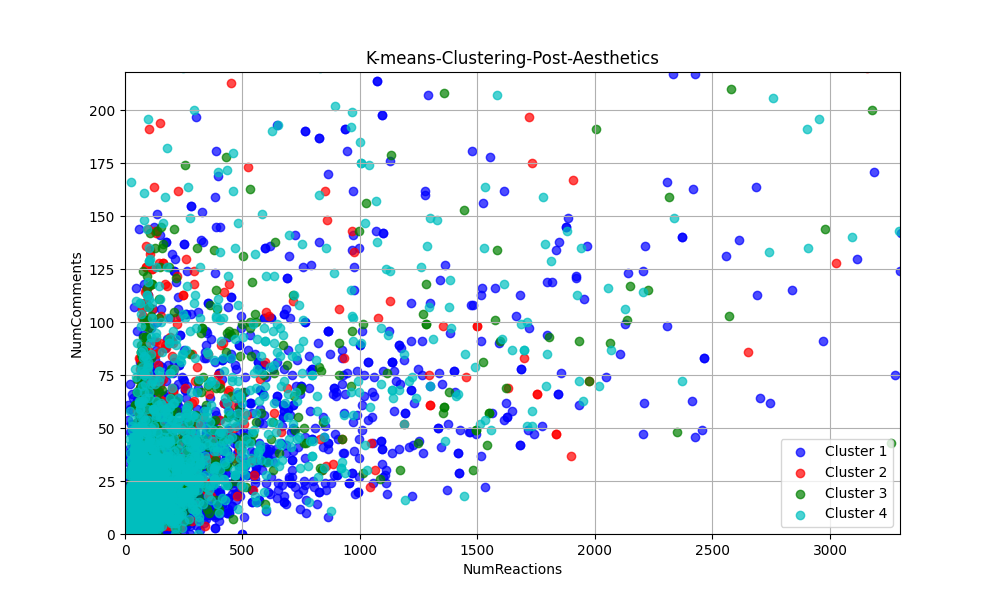 K-means-Clustering-Post-Aesthetics
NumComments
200
175
150
125
100
75
50
25
0
0 500 1000 1500 2000 2500 3000
NumReactions
Cluster 1
Cluster 2
Cluster 3
Cluster 4